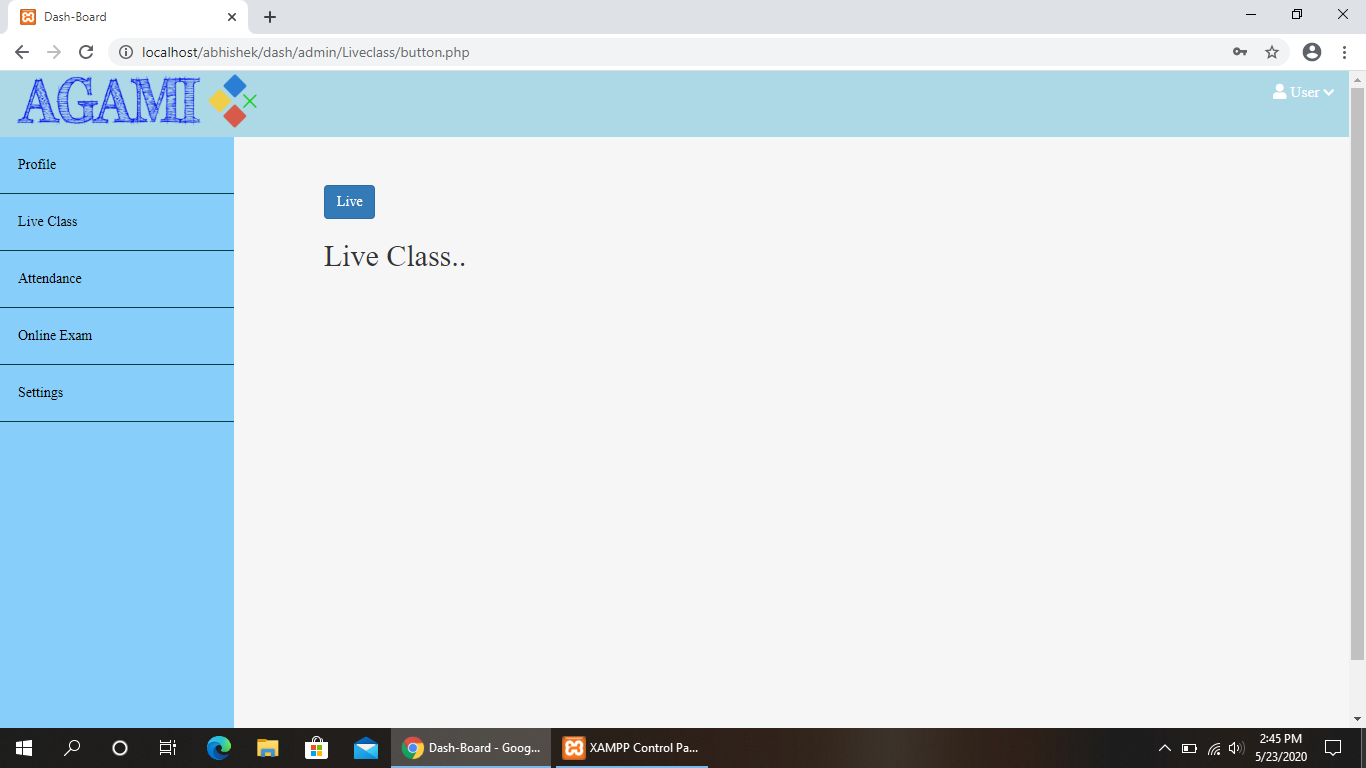 Dash-Board
localhost/abhishek/dash/admin/Liveclass/button.php
AGAMI
User
Profile
Live Class
Attendance
Online Exam
Settings
Live
Live Class..
Dash-Board - Goog...
XAMPP Control Pa...
2:45 PM
5/23/2020